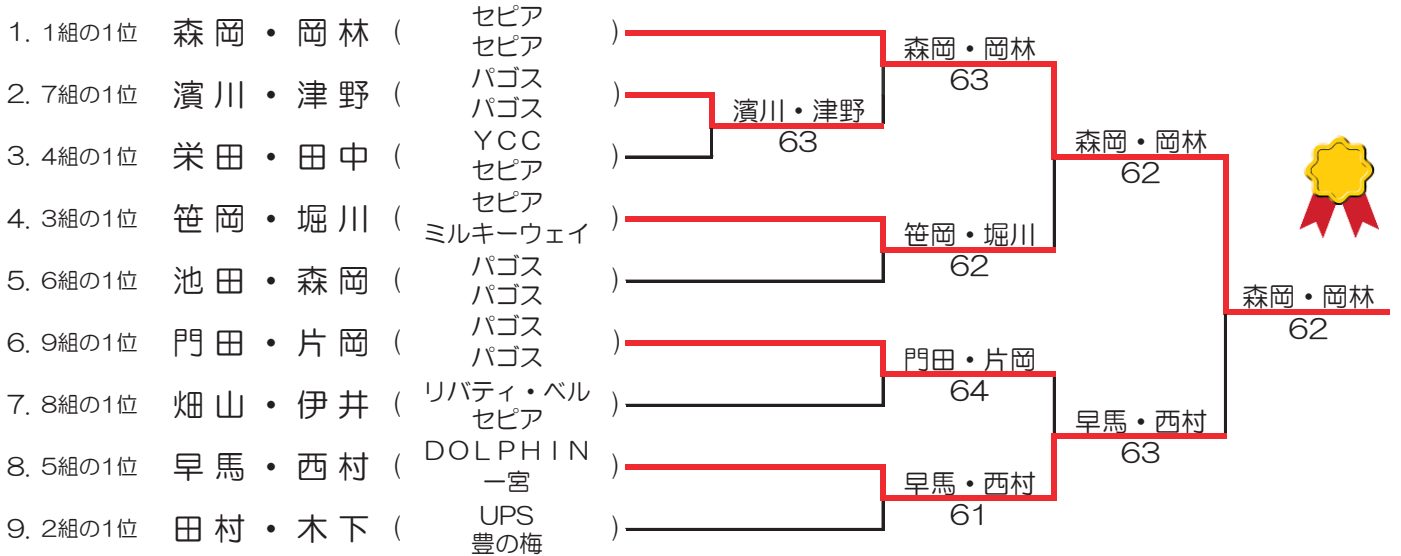 1. 1組の1位 森岡・岡林 (セピア セピア)
2. 7組の1位 濱川・津野 (パゴス パゴス)
3. 4組の1位 栄田・田中 (YCC セピア)
4. 3組の1位 笹岡・堀川 (セピア ミルキーウェイ)
5. 6組の1位 池田・森岡 (パゴス パゴス)
6. 9組の1位 門田・片岡 (パゴス パゴス)
7. 8組の1位 畑山・伊井 (リバティ・ベル セピア)
8. 5組の1位 早馬・西村 (DOLPHIN 一宮)
9. 2組の1位 田村・木下 (UPS 豊の梅)
濱川・津野
63
森岡・岡林
63
笹岡・堀川
62
門田・片岡
64
早馬・西村
61
森岡・岡林
62
早馬・西村
63
森岡・岡林
62